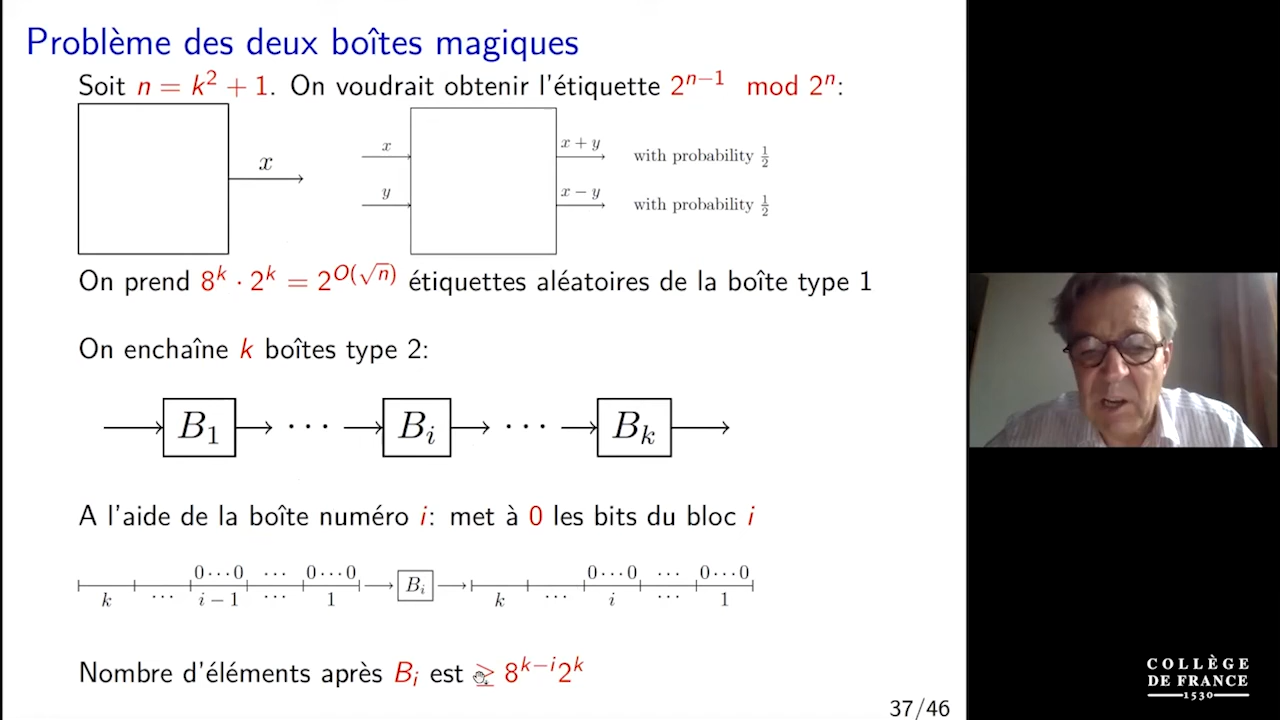 Problème des deux boîtes magiques
Soit n = k² + 1. On voudrait obtenir l'étiquette 2ⁿ⁻¹ mod 2ⁿ:
x
x
y
x + y
x − y
with probability 1/2
with probability 1/2
On prend 8ᵏ · 2ᵏ = 2^{O(√n)} étiquettes aléatoires de la boîte type 1
On enchaîne k boîtes type 2:
B₁ ··· Bᵢ ··· Bₖ
A l'aide de la boîte numéro i: met à 0 les bits du bloc i
0···0 ··· 0···0 Bᵢ 0···0 ··· 0···0
k ··· i − 1 ··· 1 k ··· i ··· 1
Nombre d'éléments après Bᵢ est ≥ 8ᵏ⁻ⁱ2ᵏ
37/46
COLLÈGE
DE FRANCE
1530